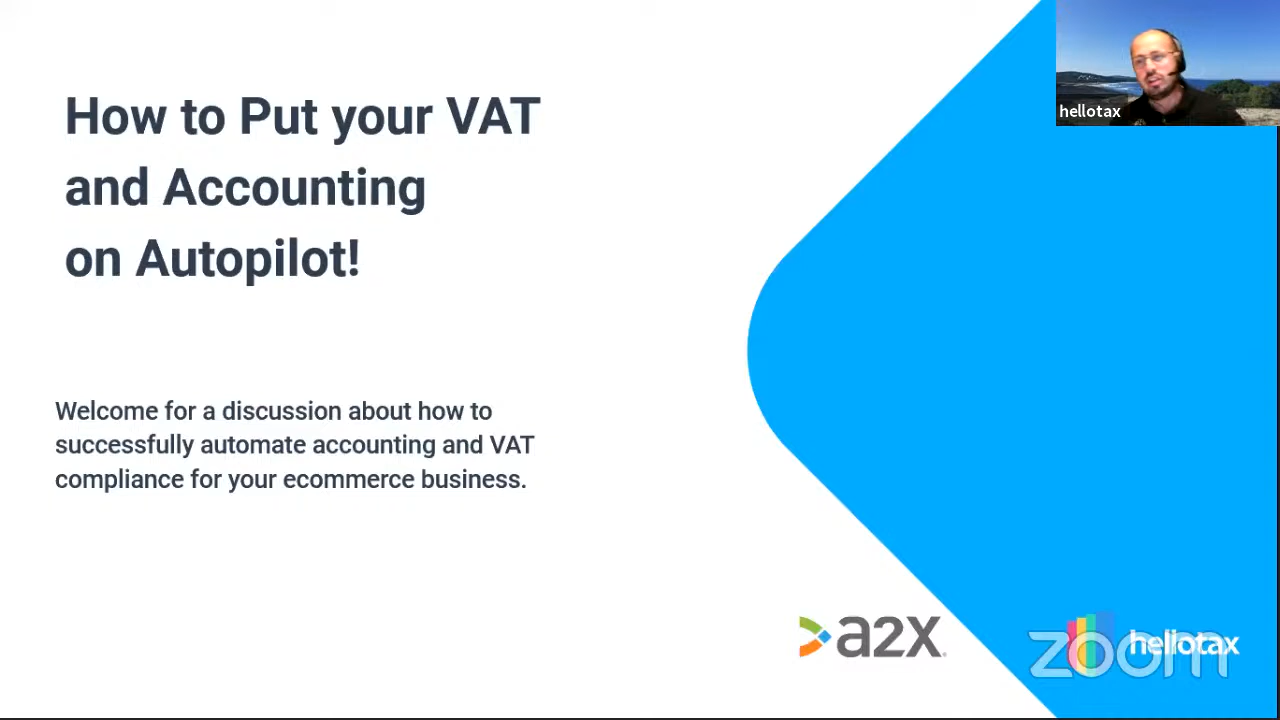 How to Put your VAT
and Accounting
on Autopilot!
hellotax
Welcome for a discussion about how to
successfully automate accounting and VAT
compliance for your ecommerce business.
a2x
hellotax
zoom